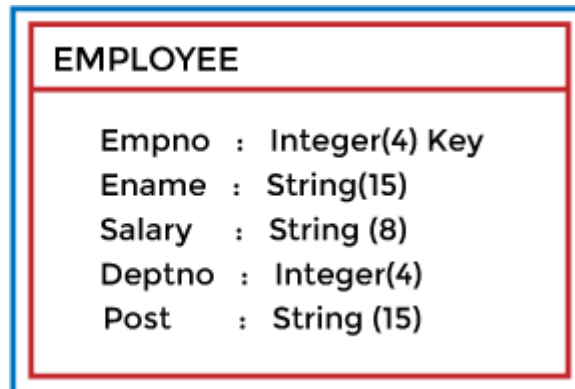 EMPLOYEE
Empno : Integer(4) Key
Ename : String(15)
Salary : String (8)
Deptno : Integer(4)
Post : String (15)